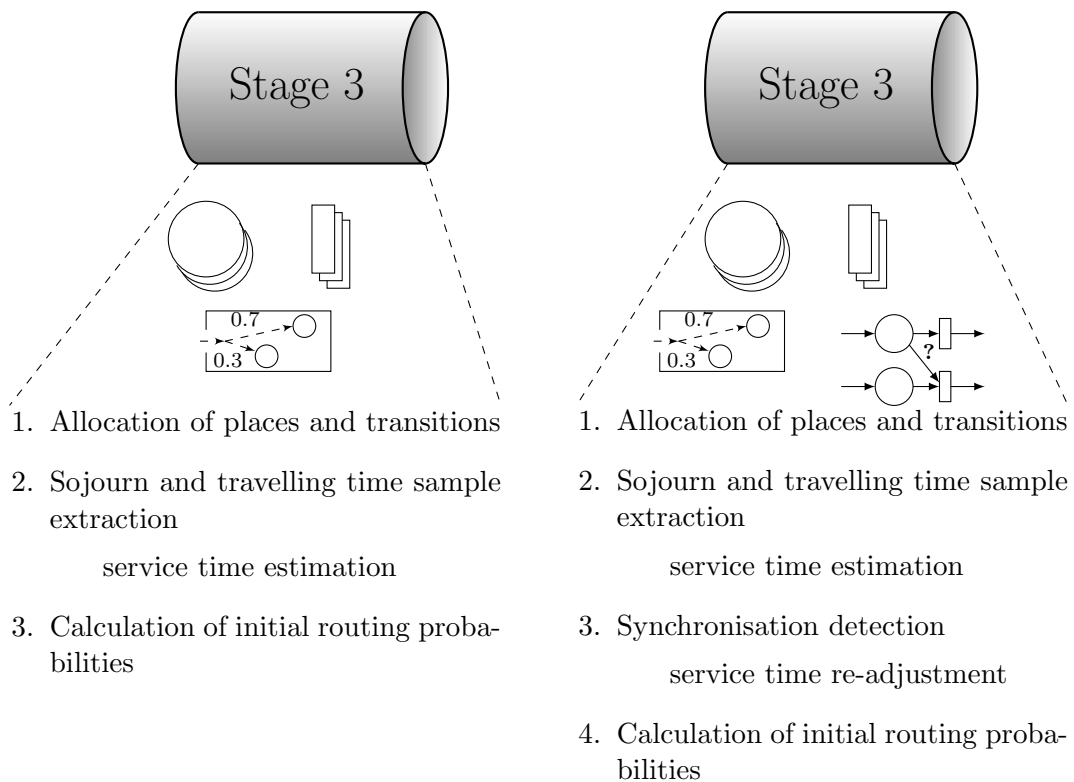 Stage 3
0.7
0.3
1. Allocation of places and transitions
2. Sojourn and travelling time sample
extraction
service time estimation
3. Calculation of initial routing proba-
bilities
Stage 3
0.7
0.3
?
1. Allocation of places and transitions
2. Sojourn and travelling time sample
extraction
service time estimation
3. Synchronisation detection
service time re-adjustment
4. Calculation of initial routing proba-
bilities